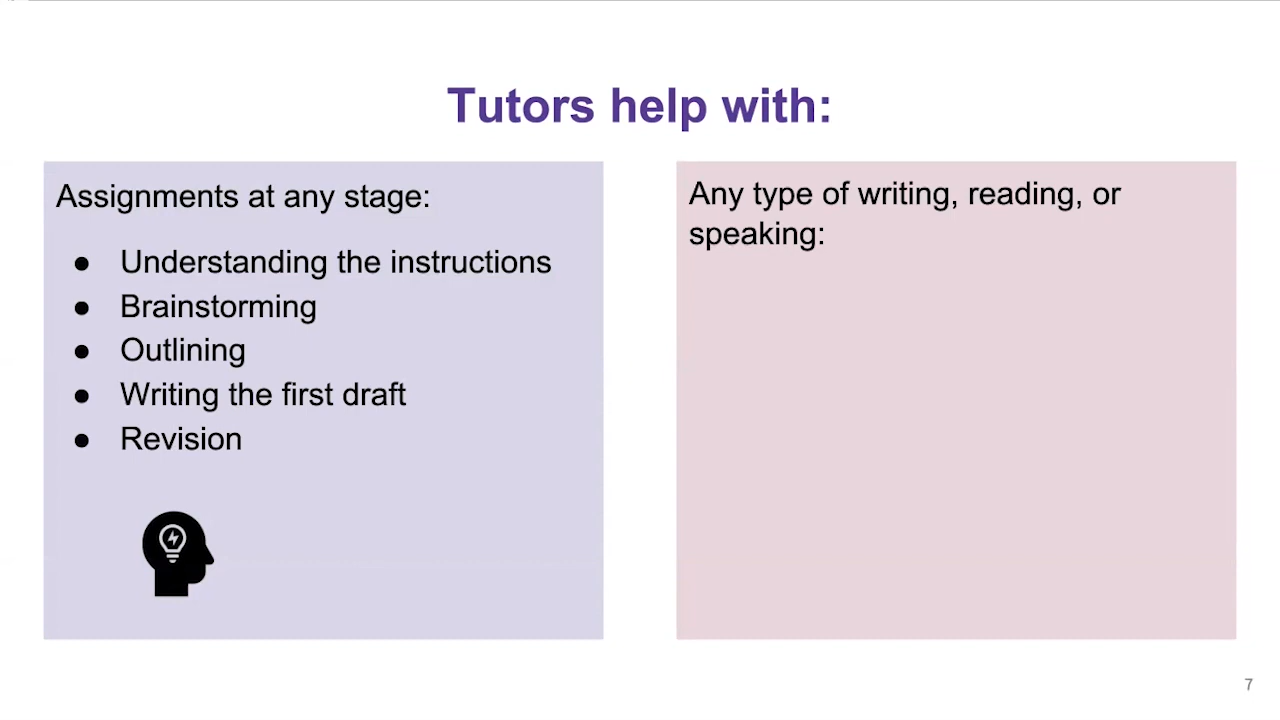 Tutors help with:
Assignments at any stage:
● Understanding the instructions
● Brainstorming
● Outlining
● Writing the first draft
● Revision
Any type of writing, reading, or
speaking:
7